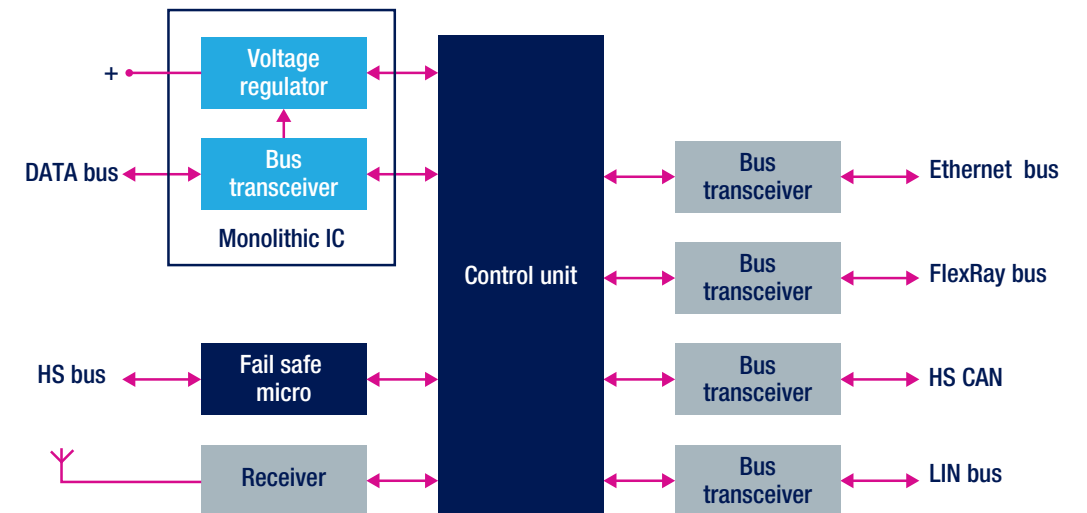 +
Voltage
regulator
DATA bus
Bus
transceiver
Monolithic IC
HS bus
Fail safe
micro
Receiver
Control unit
Bus
transceiver
Ethernet bus
Bus
transceiver
FlexRay bus
Bus
transceiver
HS CAN
Bus
transceiver
LIN bus